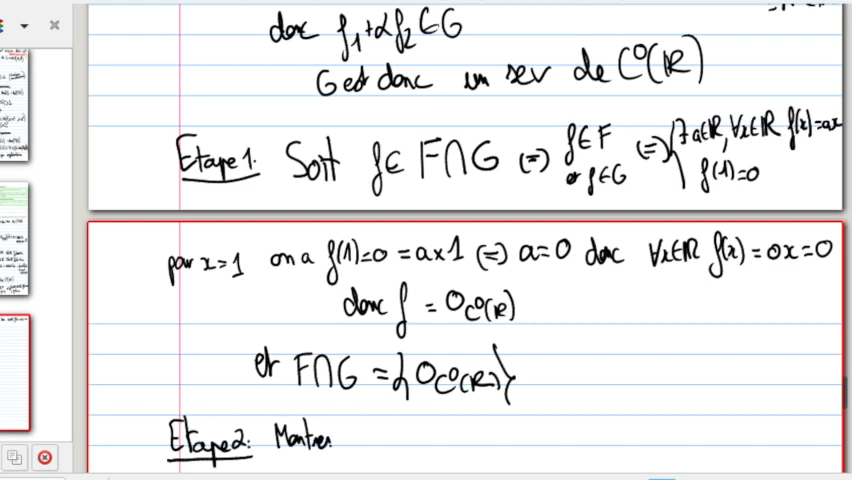 donc f₁+αf₂ ∈ G
G est donc un sev de C⁰(ℝ)
Etape 1: Soit f ∈ F∩G (=) f∈F et f∈G (=) { ∃ a∈ℝ, ∀x∈ℝ f(x)=ax
f(1)=0
pour x=1 on a f(1)=0 = a×1 (=) a=0 donc ∀x∈ℝ f(x)=0x=0
donc f = 0C⁰(ℝ)
et F∩G = {0C⁰(ℝ)}
Etape 2: Montrer